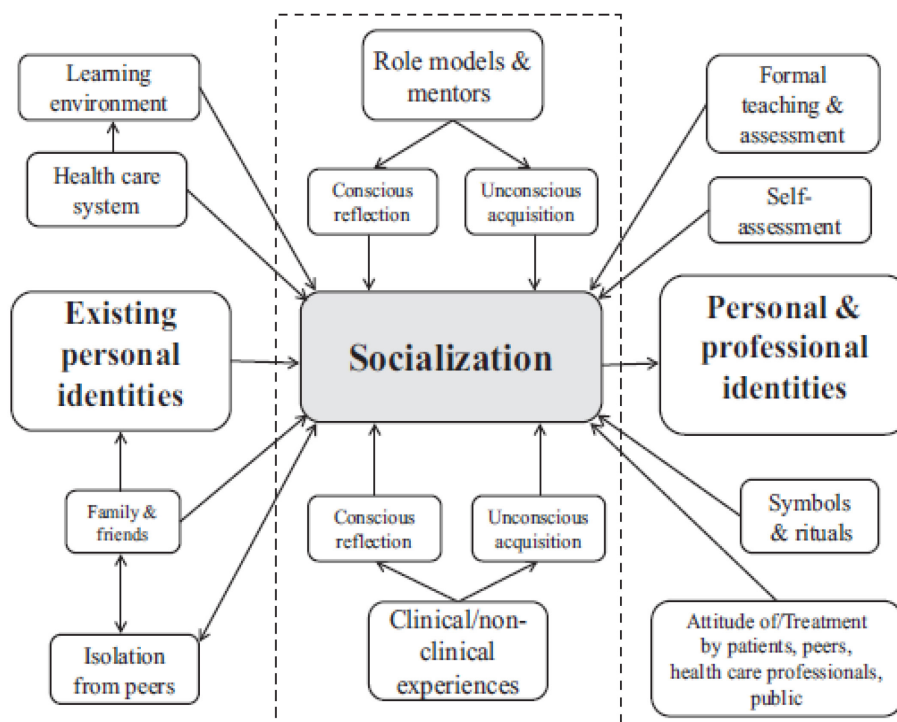 Learning
environment
Health care
system
Existing
personal
identities
Family &
friends
Isolation
from peers
Role models &
mentors
Conscious
reflection
Unconscious
acquisition
Socialization
Conscious
reflection
Unconscious
acquisition
Clinical/non-
clinical
experiences
Formal
teaching &
assessment
Self-
assessment
Personal &
professional
identities
Symbols
& rituals
Attitude of/Treatment
by patients, peers,
health care professionals,
public